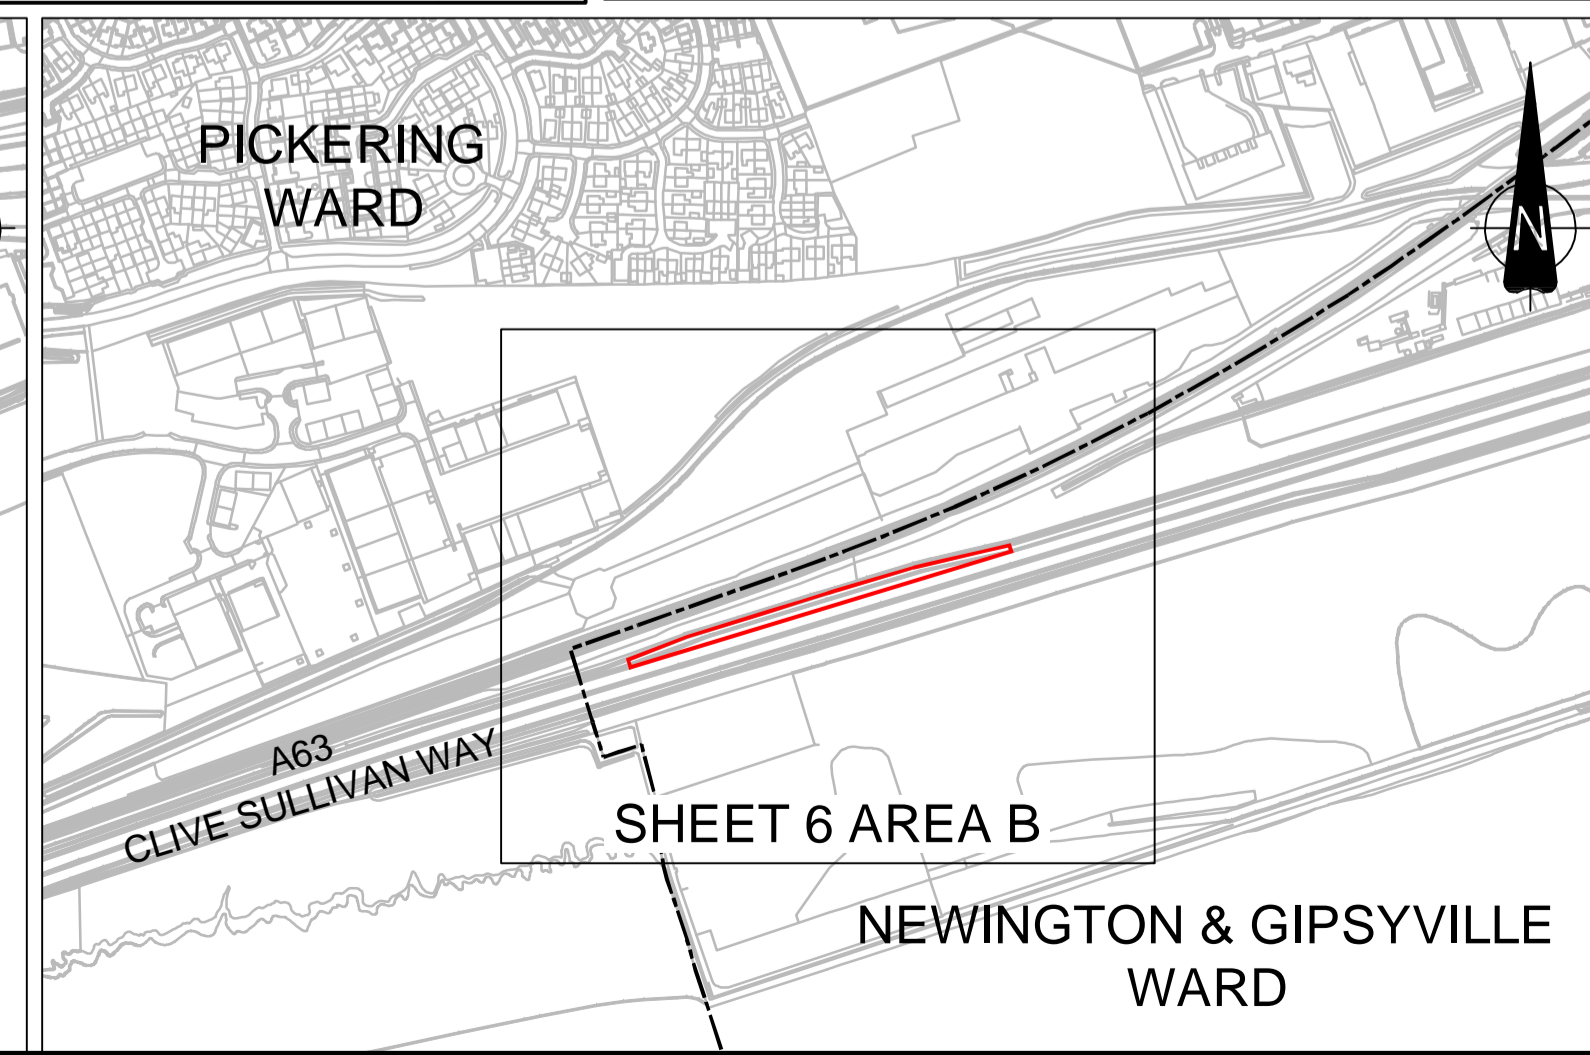 PICKERING
WARD
N
A63
CLIVE SULLIVAN WAY
SHEET 6 AREA B
NEWINGTON & GIPSYVILLE
WARD